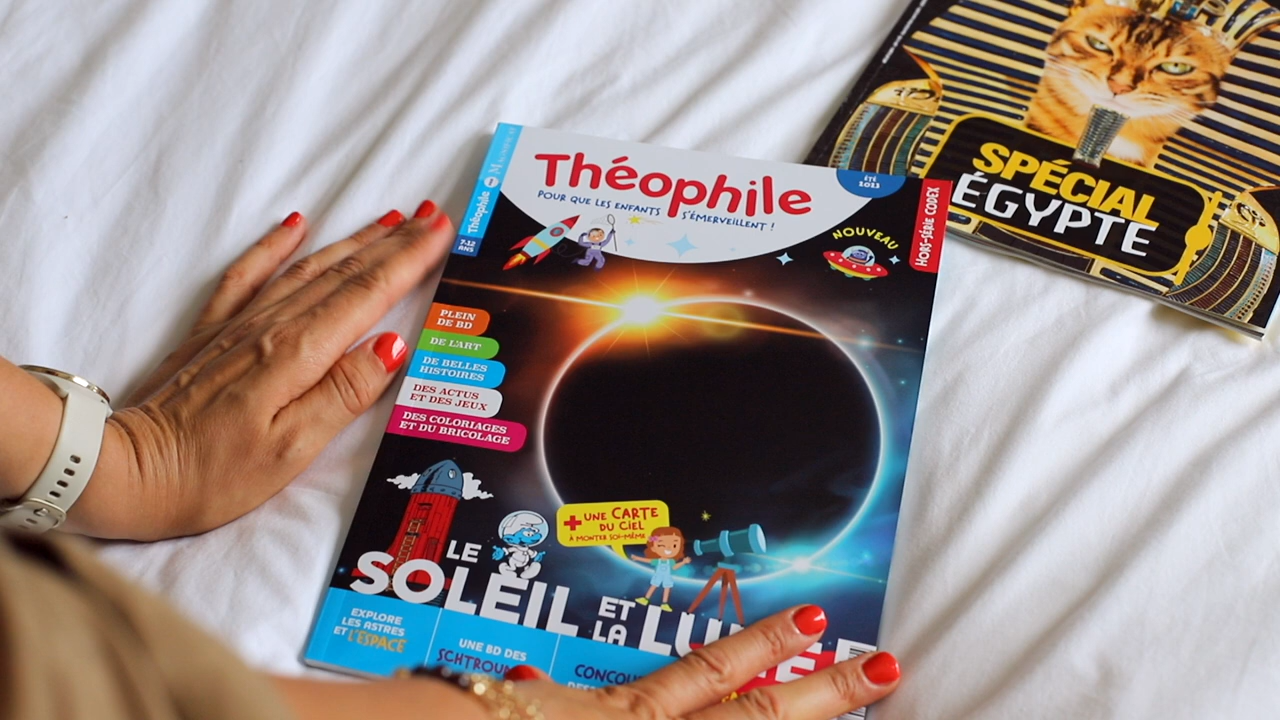 Théophile
POUR QUE LES ENFANTS S'ÉMERVEILLENT !
ÉTÉ
2023
HORS-SÉRIE CODEX
Théophile
7-12
ANS
NOUVEAU
PLEIN
DE BD
DE L'ART
DE BELLES
HISTOIRES
DES ACTUS
ET DES JEUX
DES COLORIAGES
ET DU BRICOLAGE
+ UNE CARTE
DU CIEL
À MONTER SOI-MÊME
LE
SOLEIL ET
LA
EXPLORE
LES ASTRES
ET L'ESPACE
UNE BD DES
SPÉCIAL
ÉGYPTE